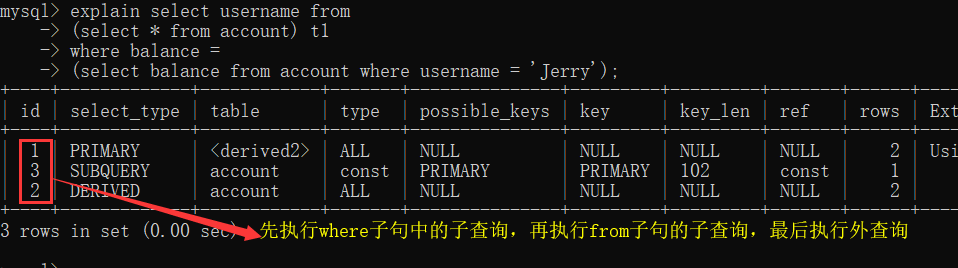 mysql> explain select username from
-> (select * from account) t1
-> where balance =
-> (select balance from account where username = 'Jerry');
+----+-------------+------------+-------+---------------+---------+---------+-------+------+----
| id | select_type | table | type | possible_keys | key | key_len | ref | rows | Ext
| 1 | PRIMARY | <derived2> | ALL | NULL | NULL | NULL | NULL | 2 | Usi
| 3 | SUBQUERY | account | const | PRIMARY | PRIMARY | 102 | const | 1 |
| 2 | DERIVED | account | ALL | NULL | NULL | NULL | NULL | 2 |
3 rows in set (0.00 sec) 先执行where子句中的子查询，再执行from子句的子查询，最后执行外查询